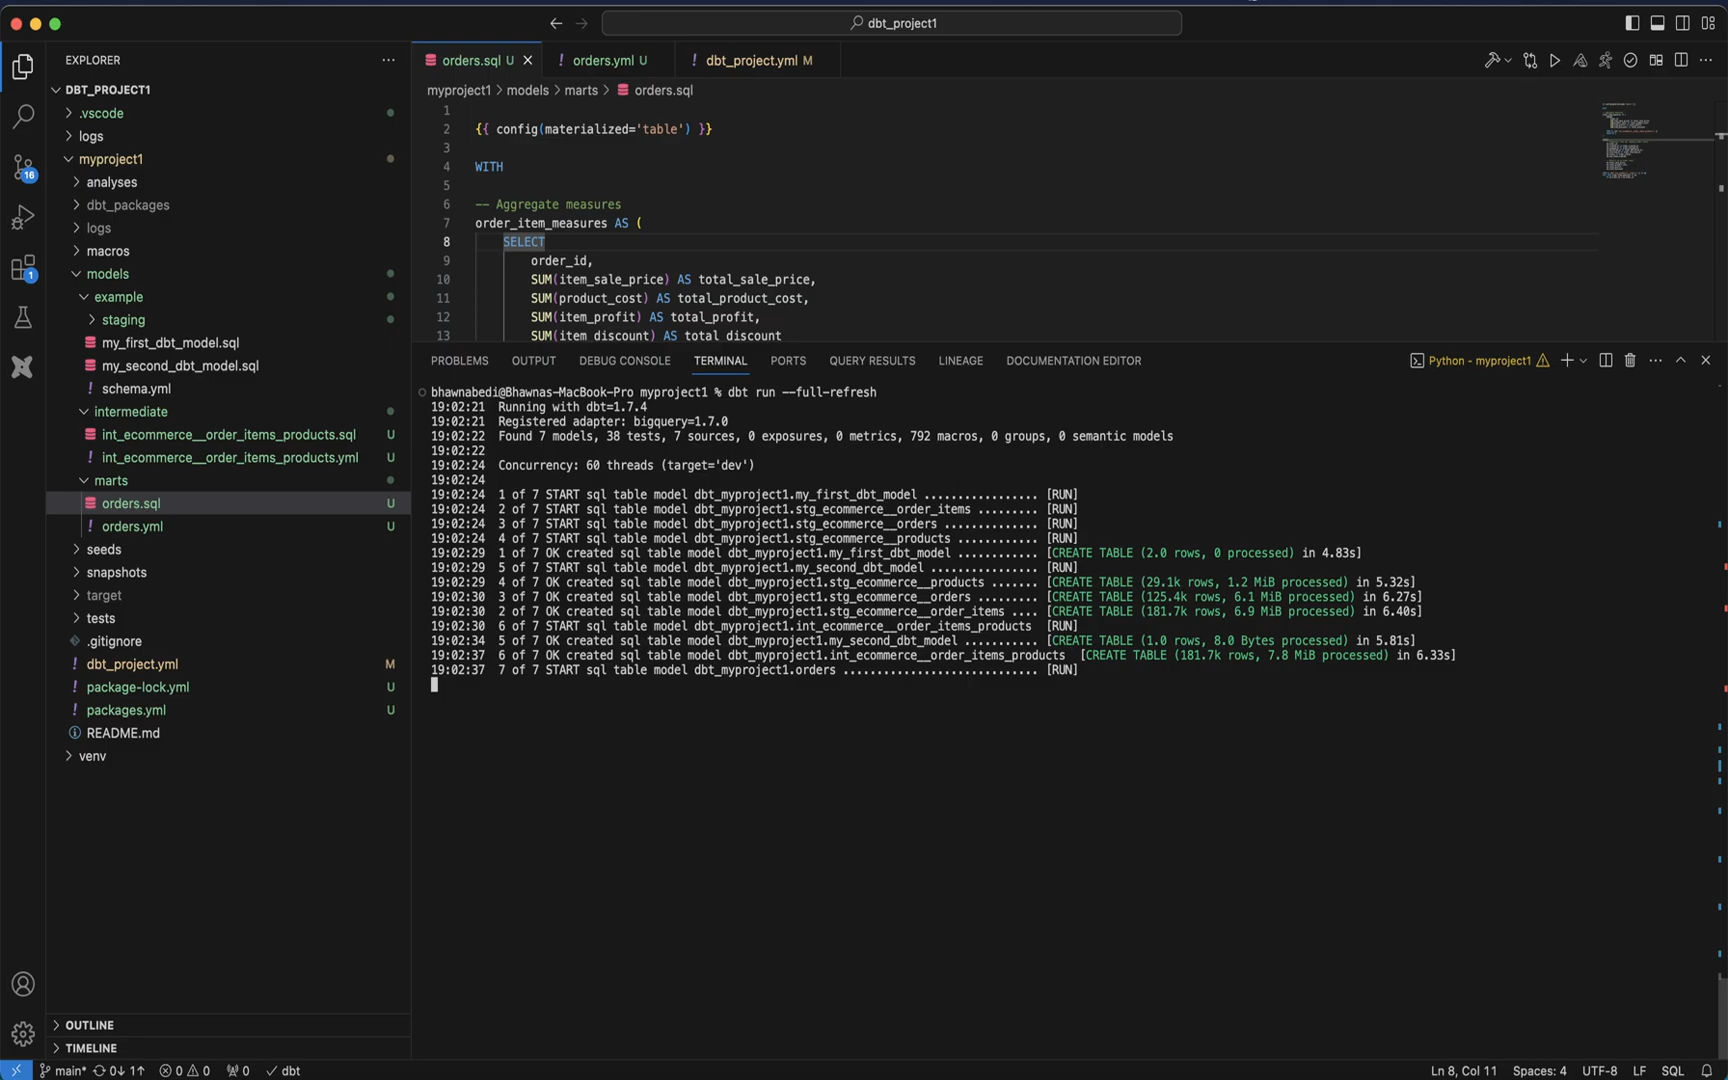 dbt_project1
EXPLORER
DBT_PROJECT1
.vscode
logs
myproject1
analyses
dbt_packages
logs
macros
models
example
staging
my_first_dbt_model.sql
my_second_dbt_model.sql
schema.yml
intermediate
int_ecommerce__order_items_products.sql U
int_ecommerce__order_items_products.yml U
marts
orders.sql U
orders.yml U
seeds
snapshots
target
tests
.gitignore
dbt_project.yml M
package-lock.yml U
packages.yml U
README.md
venv
OUTLINE
TIMELINE
16
1
orders.sql U
orders.yml U
dbt_project.yml M
myproject1 > models > marts > orders.sql
1
2 {{ config(materialized='table') }}
3
4 WITH
5
6 -- Aggregate measures
7 order_item_measures AS (
8 SELECT
9 order_id,
10 SUM(item_sale_price) AS total_sale_price,
11 SUM(product_cost) AS total_product_cost,
12 SUM(item_profit) AS total_profit,
13 SUM(item_discount) AS total_discount
PROBLEMS OUTPUT DEBUG CONSOLE TERMINAL PORTS QUERY RESULTS LINEAGE DOCUMENTATION EDITOR
Python - myproject1
bhawnabedi@Bhawnas-MacBook-Pro myproject1 % dbt run --full-refresh
19:02:21 Running with dbt=1.7.4
19:02:21 Registered adapter: bigquery=1.7.0
19:02:22 Found 7 models, 38 tests, 7 sources, 0 exposures, 0 metrics, 792 macros, 0 groups, 0 semantic models
19:02:22
19:02:24 Concurrency: 60 threads (target='dev')
19:02:24
19:02:24 1 of 7 START sql table model dbt_myproject1.my_first_dbt_model ................. [RUN]
19:02:24 2 of 7 START sql table model dbt_myproject1.stg_ecommerce__order_items ......... [RUN]
19:02:24 3 of 7 START sql table model dbt_myproject1.stg_ecommerce__orders .............. [RUN]
19:02:24 4 of 7 START sql table model dbt_myproject1.stg_ecommerce__products ............ [RUN]
19:02:29 1 of 7 OK created sql table model dbt_myproject1.my_first_dbt_model ............ [CREATE TABLE (2.0 rows, 0 processed) in 4.83s]
19:02:29 5 of 7 START sql table model dbt_myproject1.my_second_dbt_model ................ [RUN]
19:02:29 4 of 7 OK created sql table model dbt_myproject1.stg_ecommerce__products ....... [CREATE TABLE (29.1k rows, 1.2 MiB processed) in 5.32s]
19:02:30 3 of 7 OK created sql table model dbt_myproject1.stg_ecommerce__orders ......... [CREATE TABLE (125.4k rows, 6.1 MiB processed) in 6.27s]
19:02:30 2 of 7 OK created sql table model dbt_myproject1.stg_ecommerce__order_items .... [CREATE TABLE (181.7k rows, 6.9 MiB processed) in 6.40s]
19:02:30 6 of 7 START sql table model dbt_myproject1.int_ecommerce__order_items_products [RUN]
19:02:34 5 of 7 OK created sql table model dbt_myproject1.my_second_dbt_model ........... [CREATE TABLE (1.0 rows, 8.0 Bytes processed) in 5.81s]
19:02:37 6 of 7 OK created sql table model dbt_myproject1.int_ecommerce__order_items_products [CREATE TABLE (181.7k rows, 7.8 MiB processed) in 6.33s]
19:02:37 7 of 7 START sql table model dbt_myproject1.orders ............................. [RUN]
main* 0↓ 1↑ 0 0 0 dbt
Ln 8, Col 11 Spaces: 4 UTF-8 LF SQL